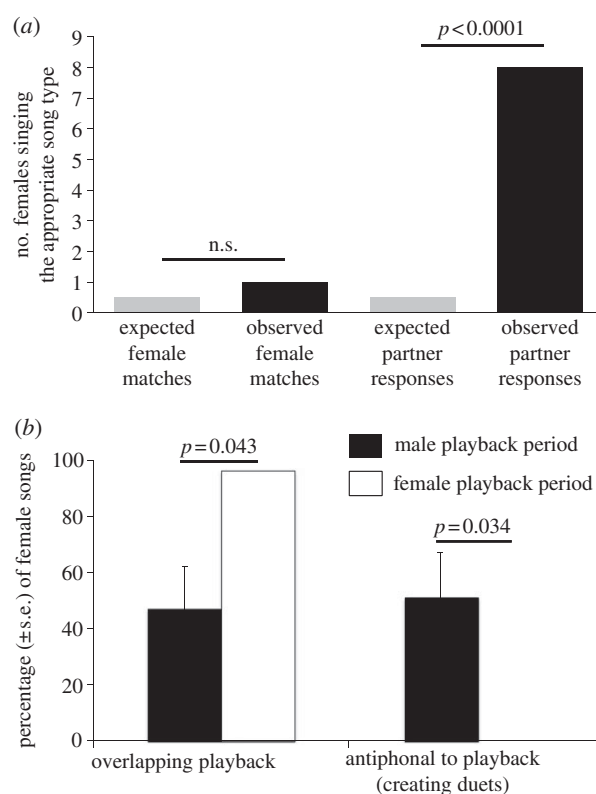 (a)
no. females singing
the appropriate song type
9
8
7
6
5
4
3
2
1
0
n.s.
p<0.0001
expected
female
matches
observed
female
matches
expected
partner
responses
observed
partner
responses
(b)
percentage (±s.e.) of female songs
100
80
60
40
20
0
p=0.043
male playback period
female playback period
p=0.034
overlapping playback
antiphonal to playback
(creating duets)